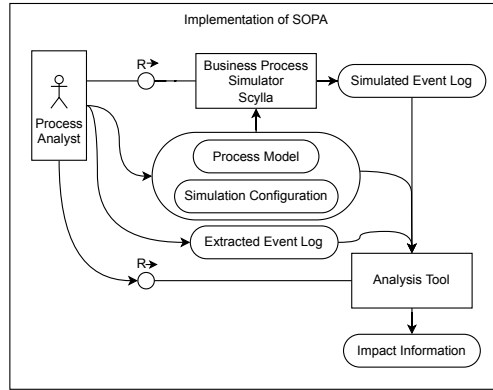 Implementation of SOPA
R
Business Process
Simulator
Scylla
Simulated Event Log
Process
Analyst
Process Model
Simulation Configuration
Extracted Event Log
R
Analysis Tool
Impact Information